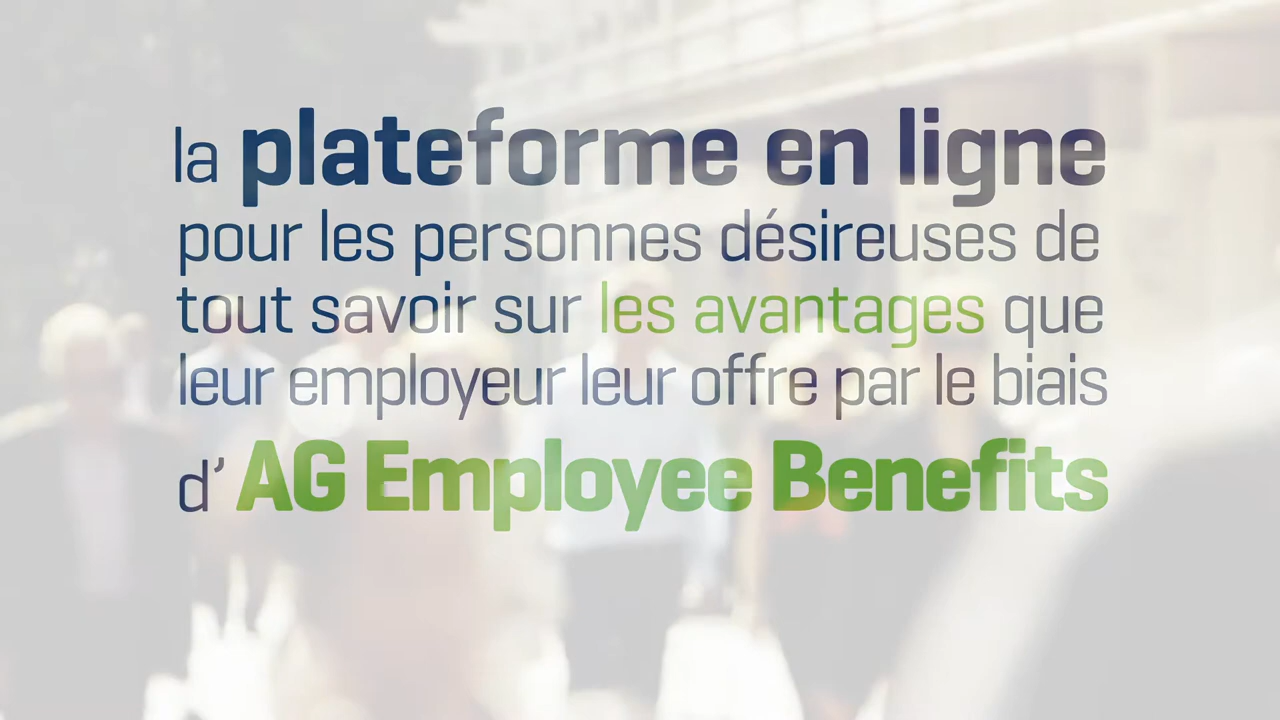 la plateforme en ligne
pour les personnes désireuses de
tout savoir sur les avantages que
leur employeur leur offre par le biais
d’ AG Employee Benefits